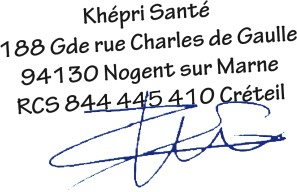 Khépri Santé
188 Gde rue Charles de Gaulle
94130 Nogent sur Marne
RCS 844 445 410 Créteil